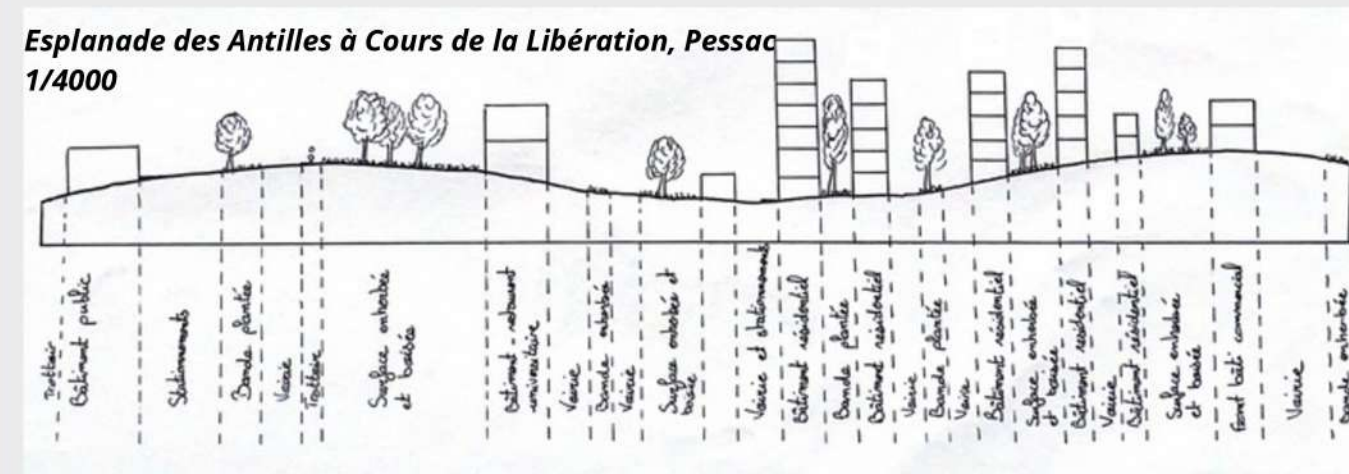 Esplanade des Antilles à Cours de la Libération, Pessac
1/4000
Trottoir
Bâtiment public
Stationnements
Bande plantée
Voirie
Trottoire
Surface enherbée
et boisée
Bâtiment restaurant
universitaire
Voirie
Bande enherbée
Voirie
Surface enherbée et
boisée
Voirie et stationnements
Bâtiment résidentiel
Bande plantée
Bâtiment résidentiel
Voirie
Bande plantée
Voirie
Bâtiment résidentiel
Surface enherbée
et boisée
Bâtiment résidentiel
Voirie
Bâtiment résidentiel
Surface enherbée
et boisée
Front bâti commercial
Voirie
Bande enherbée